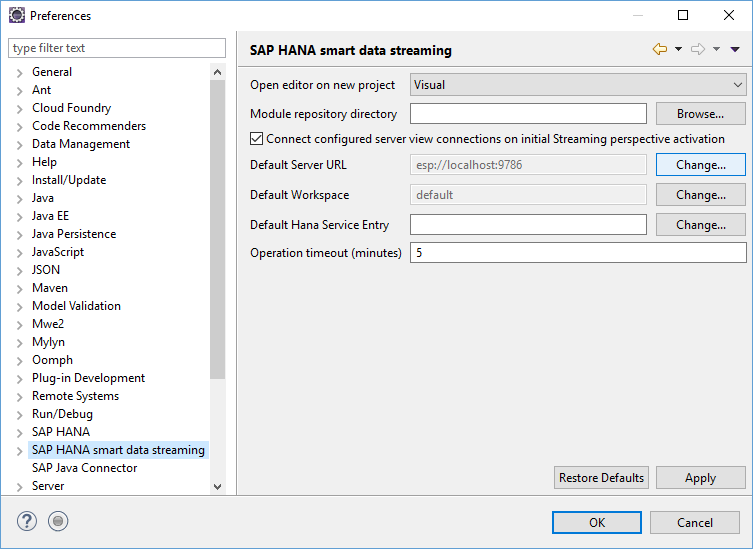 Preferences
type filter text
General
Ant
Cloud Foundry
Code Recommenders
Data Management
Help
Install/Update
Java
Java EE
Java Persistence
JavaScript
JSON
Maven
Model Validation
Mwe2
Mylyn
Oomph
Plug-in Development
Remote Systems
Run/Debug
SAP HANA
SAP HANA smart data streaming
SAP Java Connector
Server
SAP HANA smart data streaming
Open editor on new project Visual
Module repository directory Browse...
Connect configured server view connections on initial Streaming perspective activation
Default Server URL esp://localhost:9786 Change...
Default Workspace default Change...
Default Hana Service Entry Change...
Operation timeout (minutes) 5
Restore Defaults Apply
? OK Cancel